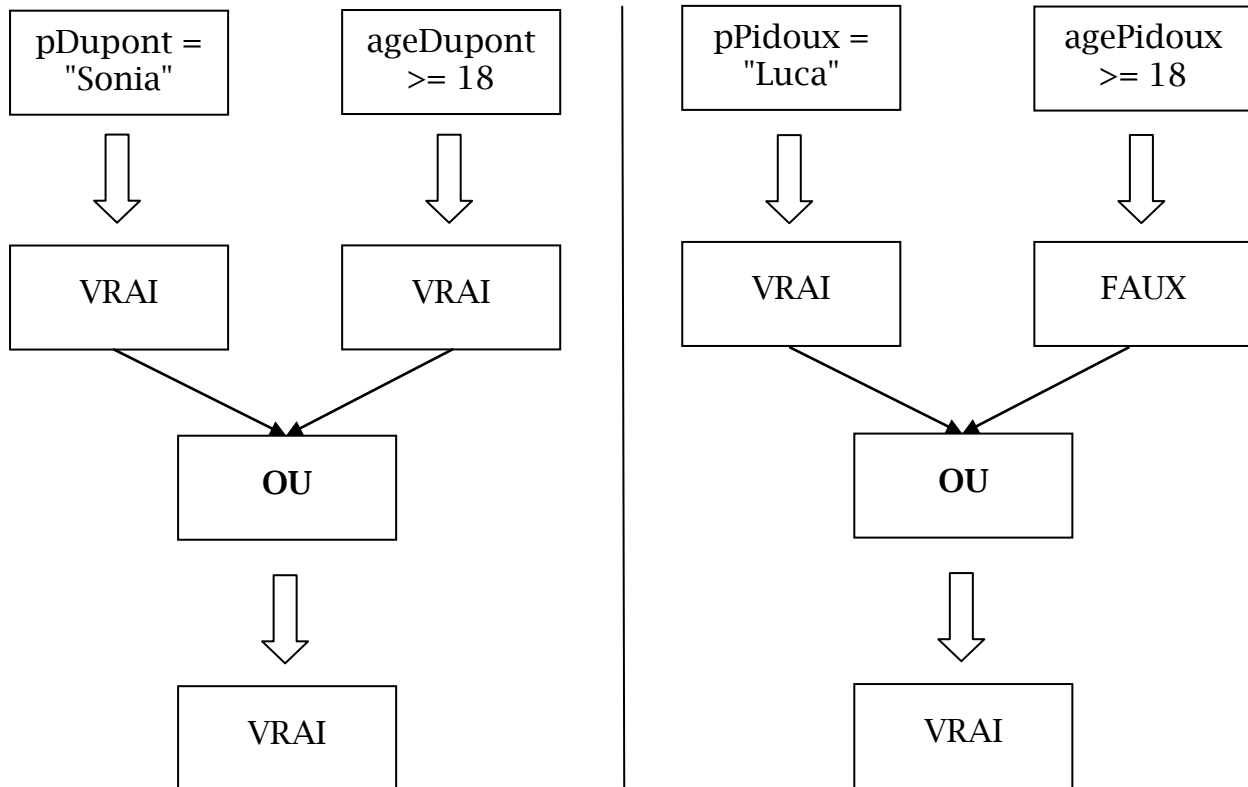 pDupont =
"Sonia"
ageDupont
>= 18
VRAI
VRAI
OU
VRAI
pPidoux =
"Luca"
agePidoux
>= 18
VRAI
FAUX
OU
VRAI